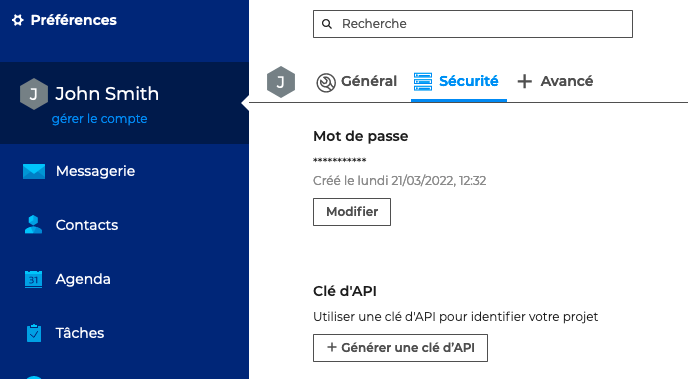 Préférences
J
John Smith
gérer le compte
Messagerie
Contacts
31
Agenda
Tâches
Recherche
J
Général
Sécurité
+ Avancé
Mot de passe
***********
Créé le lundi 21/03/2022, 12:32
Modifier
Clé d'API
Utiliser une clé d'API pour identifier votre projet
+ Générer une clé d'API